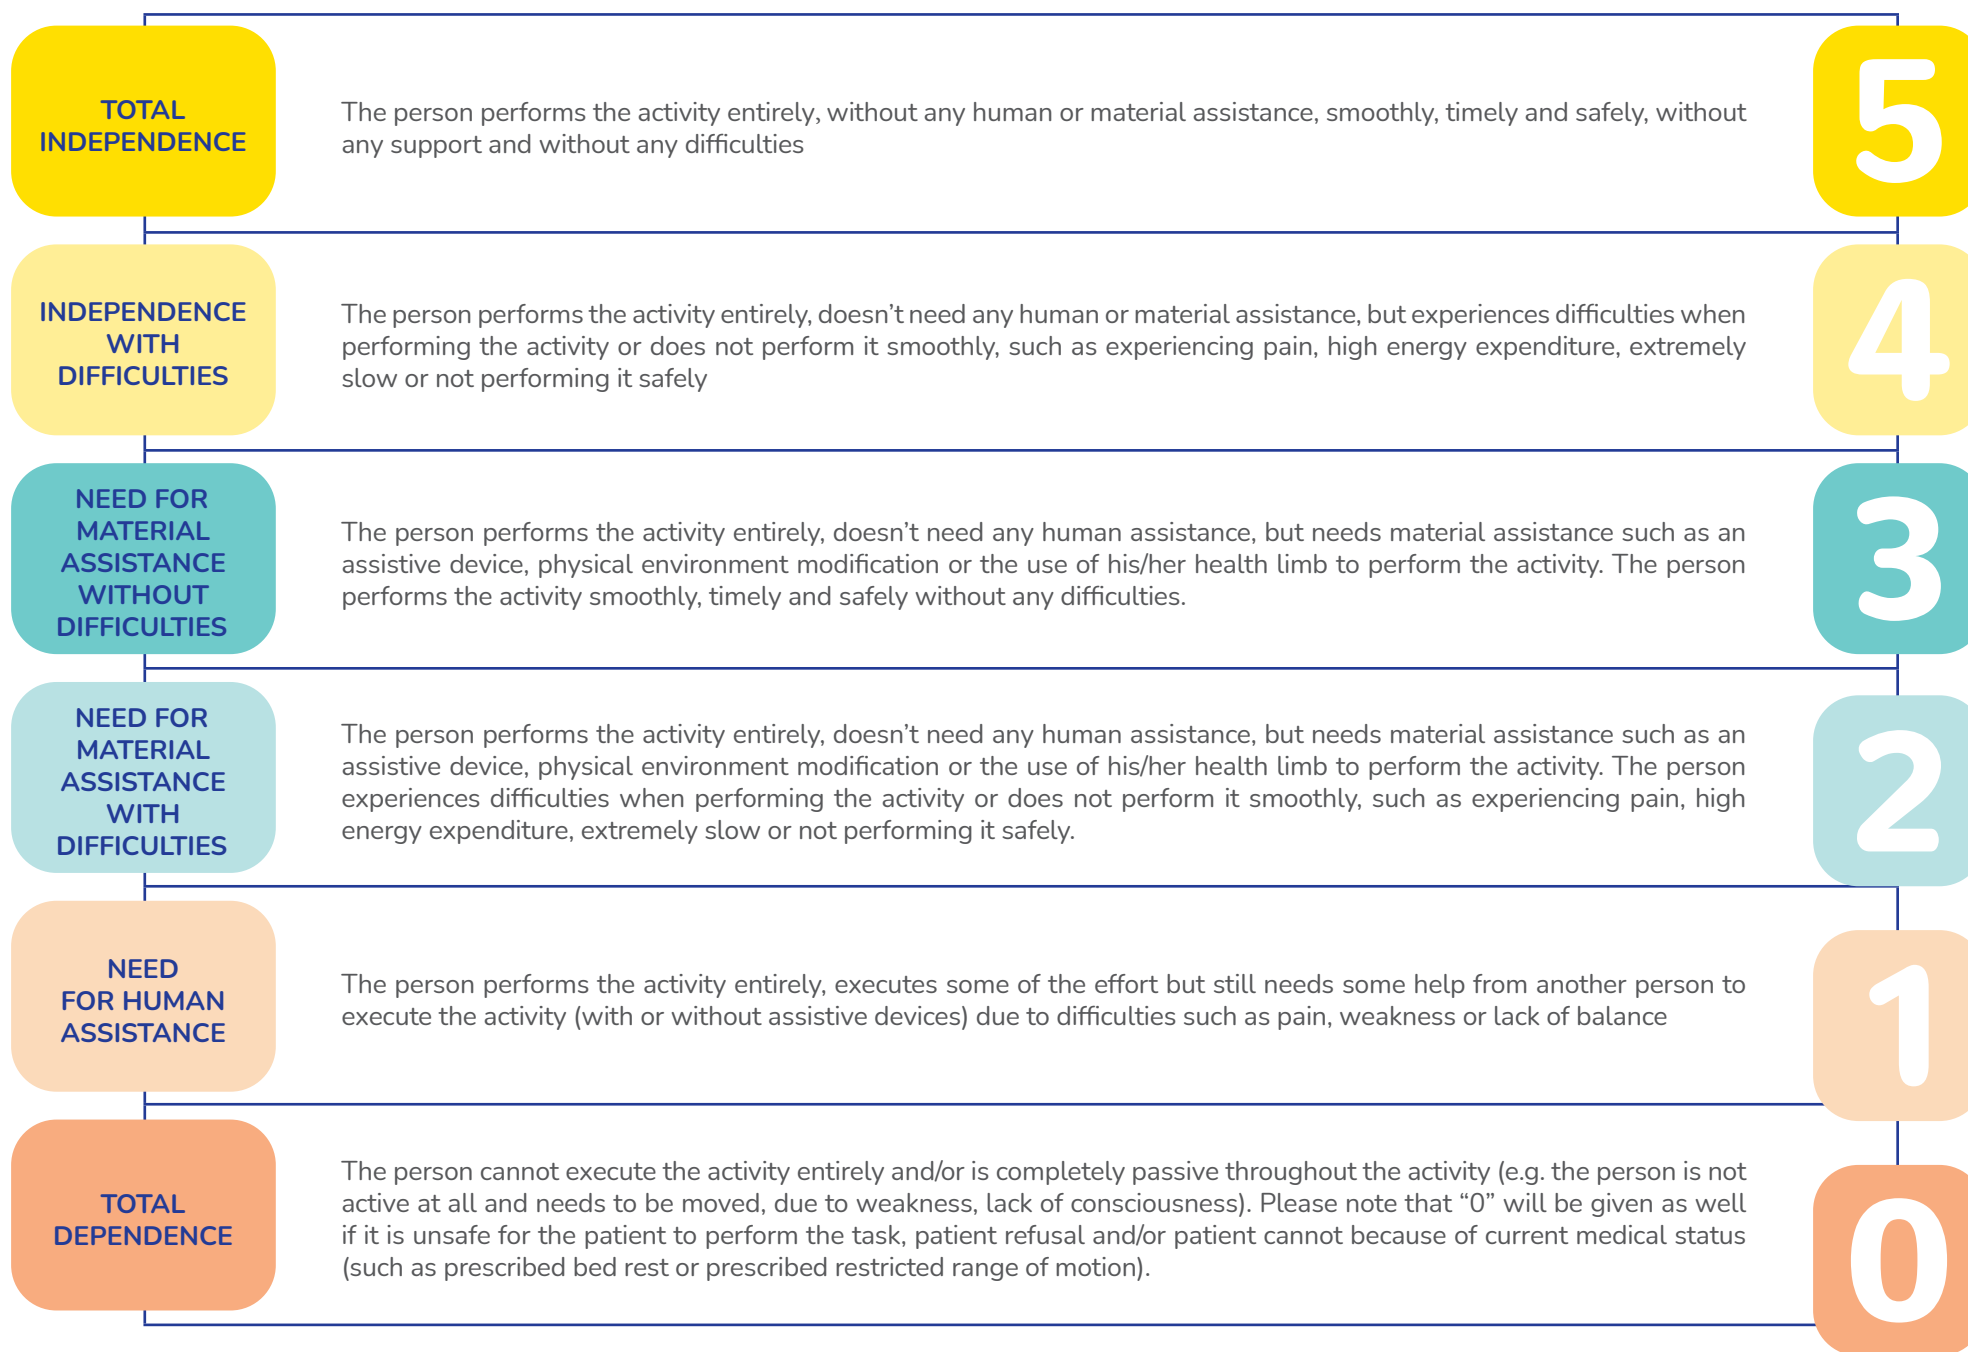 TOTAL
INDEPENDENCE
The person performs the activity entirely, without any human or material assistance, smoothly, timely and safely, without
any support and without any difficulties
5
INDEPENDENCE
WITH
DIFFICULTIES
The person performs the activity entirely, doesn’t need any human or material assistance, but experiences difficulties when
performing the activity or does not perform it smoothly, such as experiencing pain, high energy expenditure, extremely
slow or not performing it safely
4
NEED FOR
MATERIAL
ASSISTANCE
WITHOUT
DIFFICULTIES
The person performs the activity entirely, doesn’t need any human assistance, but needs material assistance such as an
assistive device, physical environment modification or the use of his/her health limb to perform the activity. The person
performs the activity smoothly, timely and safely without any difficulties.
3
NEED FOR
MATERIAL
ASSISTANCE
WITH
DIFFICULTIES
The person performs the activity entirely, doesn’t need any human assistance, but needs material assistance such as an
assistive device, physical environment modification or the use of his/her health limb to perform the activity. The person
experiences difficulties when performing the activity or does not perform it smoothly, such as experiencing pain, high
energy expenditure, extremely slow or not performing it safely.
2
NEED
FOR HUMAN
ASSISTANCE
The person performs the activity entirely, executes some of the effort but still needs some help from another person to
execute the activity (with or without assistive devices) due to difficulties such as pain, weakness or lack of balance
1
TOTAL
DEPENDENCE
The person cannot execute the activity entirely and/or is completely passive throughout the activity (e.g. the person is not
active at all and needs to be moved, due to weakness, lack of consciousness). Please note that “0” will be given as well
if it is unsafe for the patient to perform the task, patient refusal and/or patient cannot because of current medical status
(such as prescribed bed rest or prescribed restricted range of motion).
0